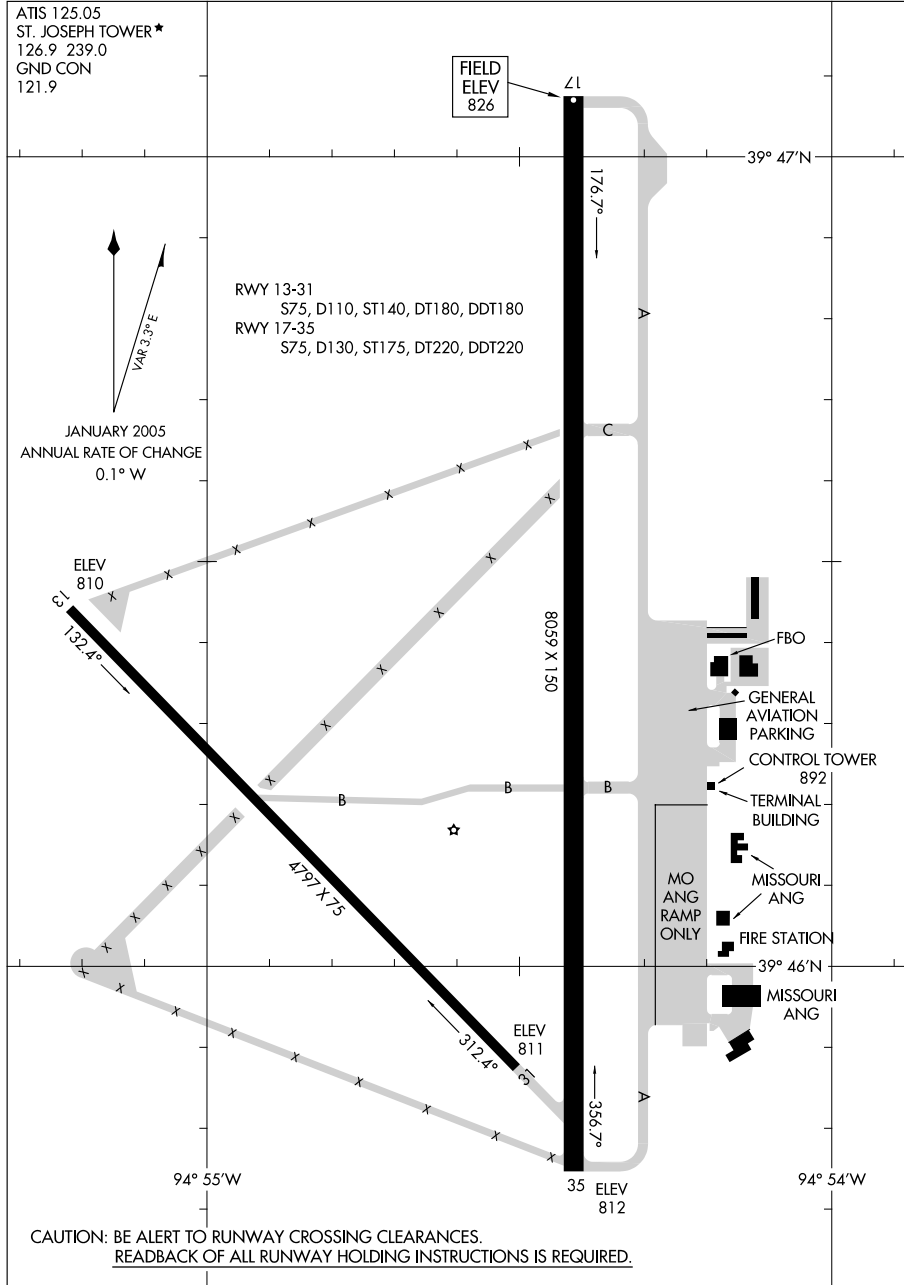 ATIS 125.05
ST. JOSEPH TOWER★
126.9 239.0
GND CON
121.9
FIELD
ELEV
826
17
39° 47'N
176.7°
VAR 3.3° E
RWY 13-31
S75, D110, ST140, DT180, DDT180
RWY 17-35
S75, D130, ST175, DT220, DDT220
A
JANUARY 2005
ANNUAL RATE OF CHANGE
0.1° W
C
X X X X X X X
X X X X X X
ELEV
810
13
132.4°
8059 X 150
FBO
GENERAL
AVIATION
PARKING
CONTROL TOWER
892
TERMINAL
BUILDING
B B B
4797 X 75
X X X X X
MO
ANG
RAMP
ONLY
MISSOURI
ANG
FIRE STATION
39° 46'N
MISSOURI
ANG
X X X X X X X X X
312.4°
ELEV
811
31
356.7°
A
94° 55'W
35
ELEV
812
94° 54'W
CAUTION: BE ALERT TO RUNWAY CROSSING CLEARANCES.
READBACK OF ALL RUNWAY HOLDING INSTRUCTIONS IS REQUIRED.